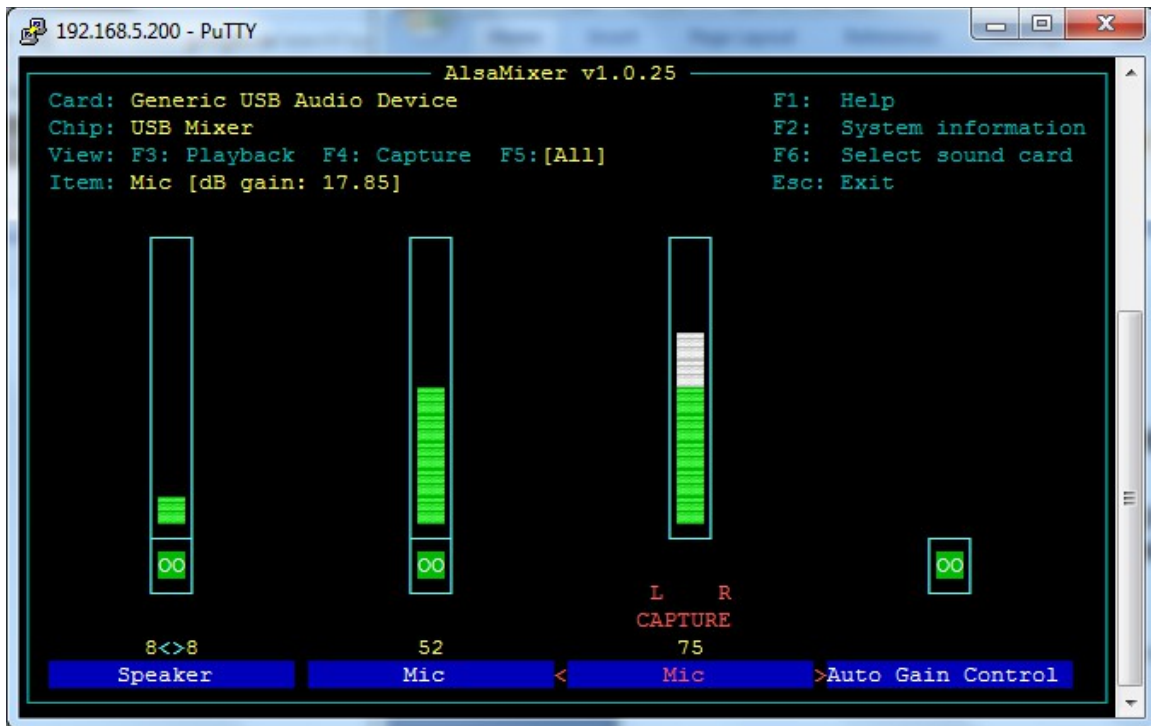 192.168.5.200 - PuTTY
AlsaMixer v1.0.25
Card: Generic USB Audio Device F1: Help
Chip: USB Mixer F2: System information
View: F3: Playback F4: Capture F5:[All] F6: Select sound card
Item: Mic [dB gain: 17.85] Esc: Exit
OO OO OO
L R
CAPTURE
8<>8 52 75
Speaker Mic < Mic >Auto Gain Control